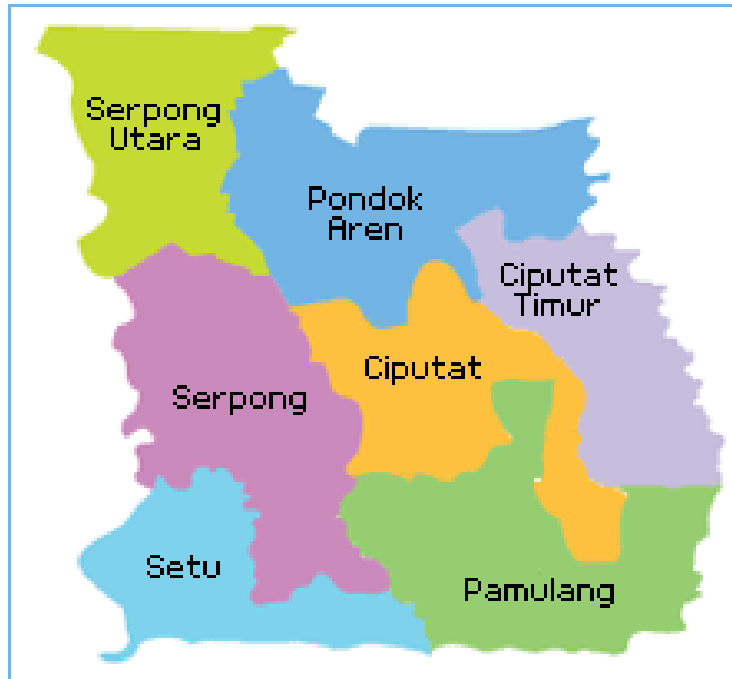 Serpong
Utara
Pondok
Aren
Ciputat
Timur
Ciputat
Serpong
Setu
Pamulang